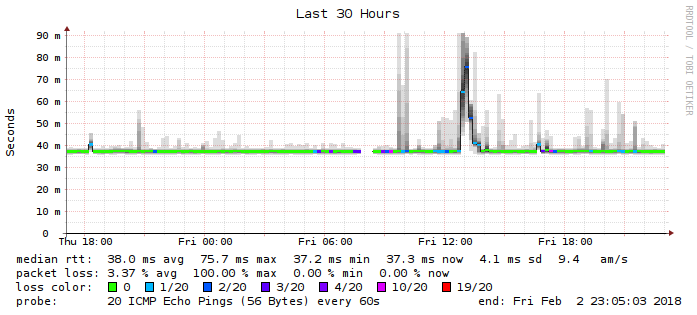 Last 30 Hours
RRDTOOL / TOBI OETIKER
Seconds
90 m
80 m
70 m
60 m
50 m
40 m
30 m
20 m
10 m
0
Thu 18:00 Fri 00:00 Fri 06:00 Fri 12:00 Fri 18:00
median rtt: 38.0 ms avg 75.7 ms max 37.2 ms min 37.3 ms now 4.1 ms sd 9.4 am/s
packet loss: 3.37 % avg 100.00 % max 0.00 % min 0.00 % now
loss color: 0 1/20 2/20 3/20 4/20 10/20 19/20
probe: 20 ICMP Echo Pings (56 Bytes) every 60s end: Fri Feb 2 23:05:03 2018